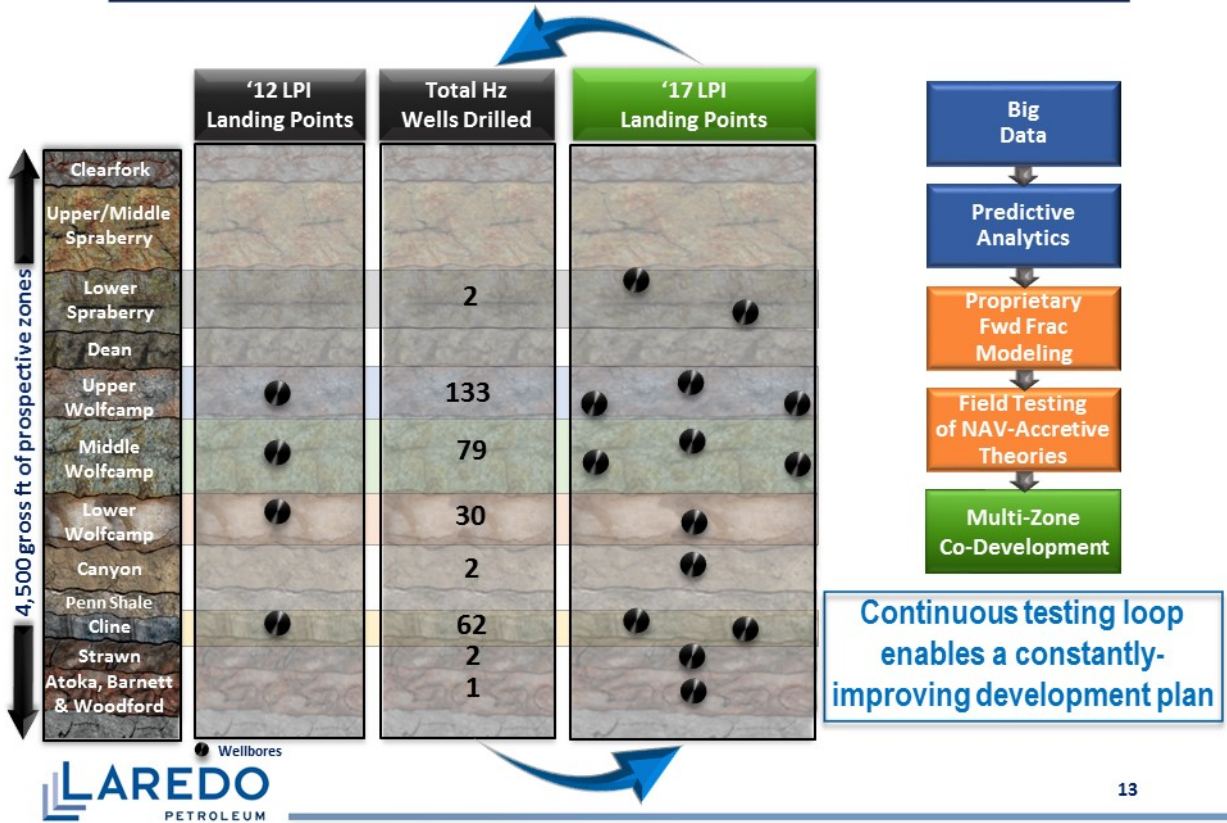 '12 LPI
Landing Points
Total Hz
Wells Drilled
'17 LPI
Landing Points
4,500 gross ft of prospective zones
Clearfork
Upper/Middle
Spraberry
Lower
Spraberry
2
Dean
Upper
Wolfcamp
133
Middle
Wolfcamp
79
Lower
Wolfcamp
30
Canyon
2
Penn Shale
Cline
62
Strawn
2
Atoka, Barnett
& Woodford
1
Wellbores
Big
Data
Predictive
Analytics
Proprietary
Fwd Frac
Modeling
Field Testing
of NAV-Accretive
Theories
Multi-Zone
Co-Development
Continuous testing loop
enables a constantly-
improving development plan
LAREDO
PETROLEUM
13